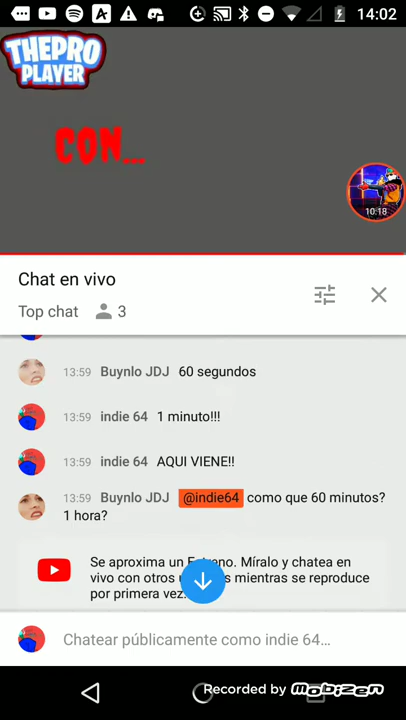 14:02
THEPRO
PLAYER
CON...
10:18
Chat en vivo
Top chat 3
13:59 Buynlo JDJ 60 segundos
13:59 indie 64 1 minuto!!!
13:59 indie 64 AQUI VIENE!!
13:59 Buynlo JDJ @indie64 como que 60 minutos?
1 hora?
Se aproxima un Estreno. Míralo y chatea en
vivo con otros mientras se reproduce
por primera vez.
Chatear públicamente como indie 64...
Recorded by mobizen